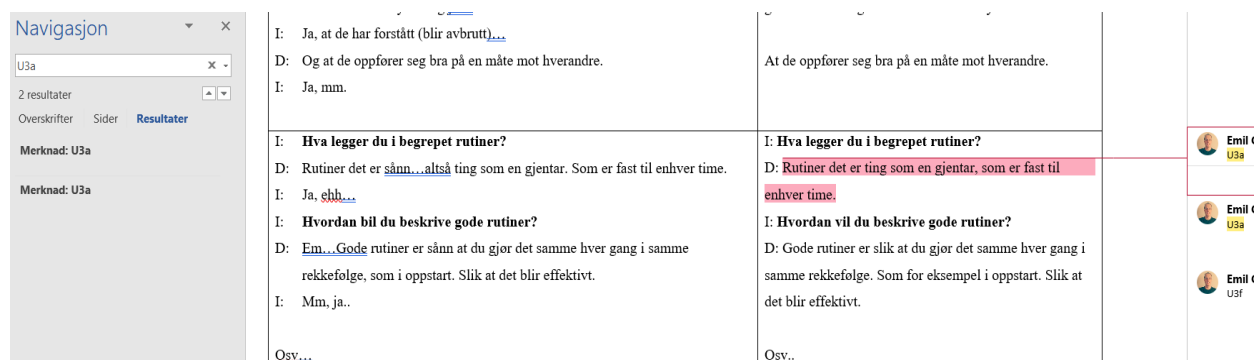 Navigasjon
U3a
2 resultater
Overskrifter Sider Resultater
Merknad: U3a
Merknad: U3a
I: Ja, at de har forstått (blir avbrutt)…
D: Og at de oppfører seg bra på en måte mot hverandre.
I: Ja, mm.
I: Hva legger du i begrepet rutiner?
D: Rutiner det er sånn…altså ting som en gjentar. Som er fast til enhver time.
I: Ja, ehh…
I: Hvordan bil du beskrive gode rutiner?
D: Em…Gode rutiner er sånn at du gjør det samme hver gang i samme
rekkefølge, som i oppstart. Slik at det blir effektivt.
I: Mm, ja..
Osv…
At de oppfører seg bra på en måte mot hverandre.
I: Hva legger du i begrepet rutiner?
D: Rutiner det er ting som en gjentar, som er fast til
enhver time.
I: Hvordan vil du beskrive gode rutiner?
D: Gode rutiner er slik at du gjør det samme hver gang i
samme rekkefølge. Som for eksempel i oppstart. Slik at
det blir effektivt.
Osv..
Emil
U3a
Emil
U3a
Emil
U3f